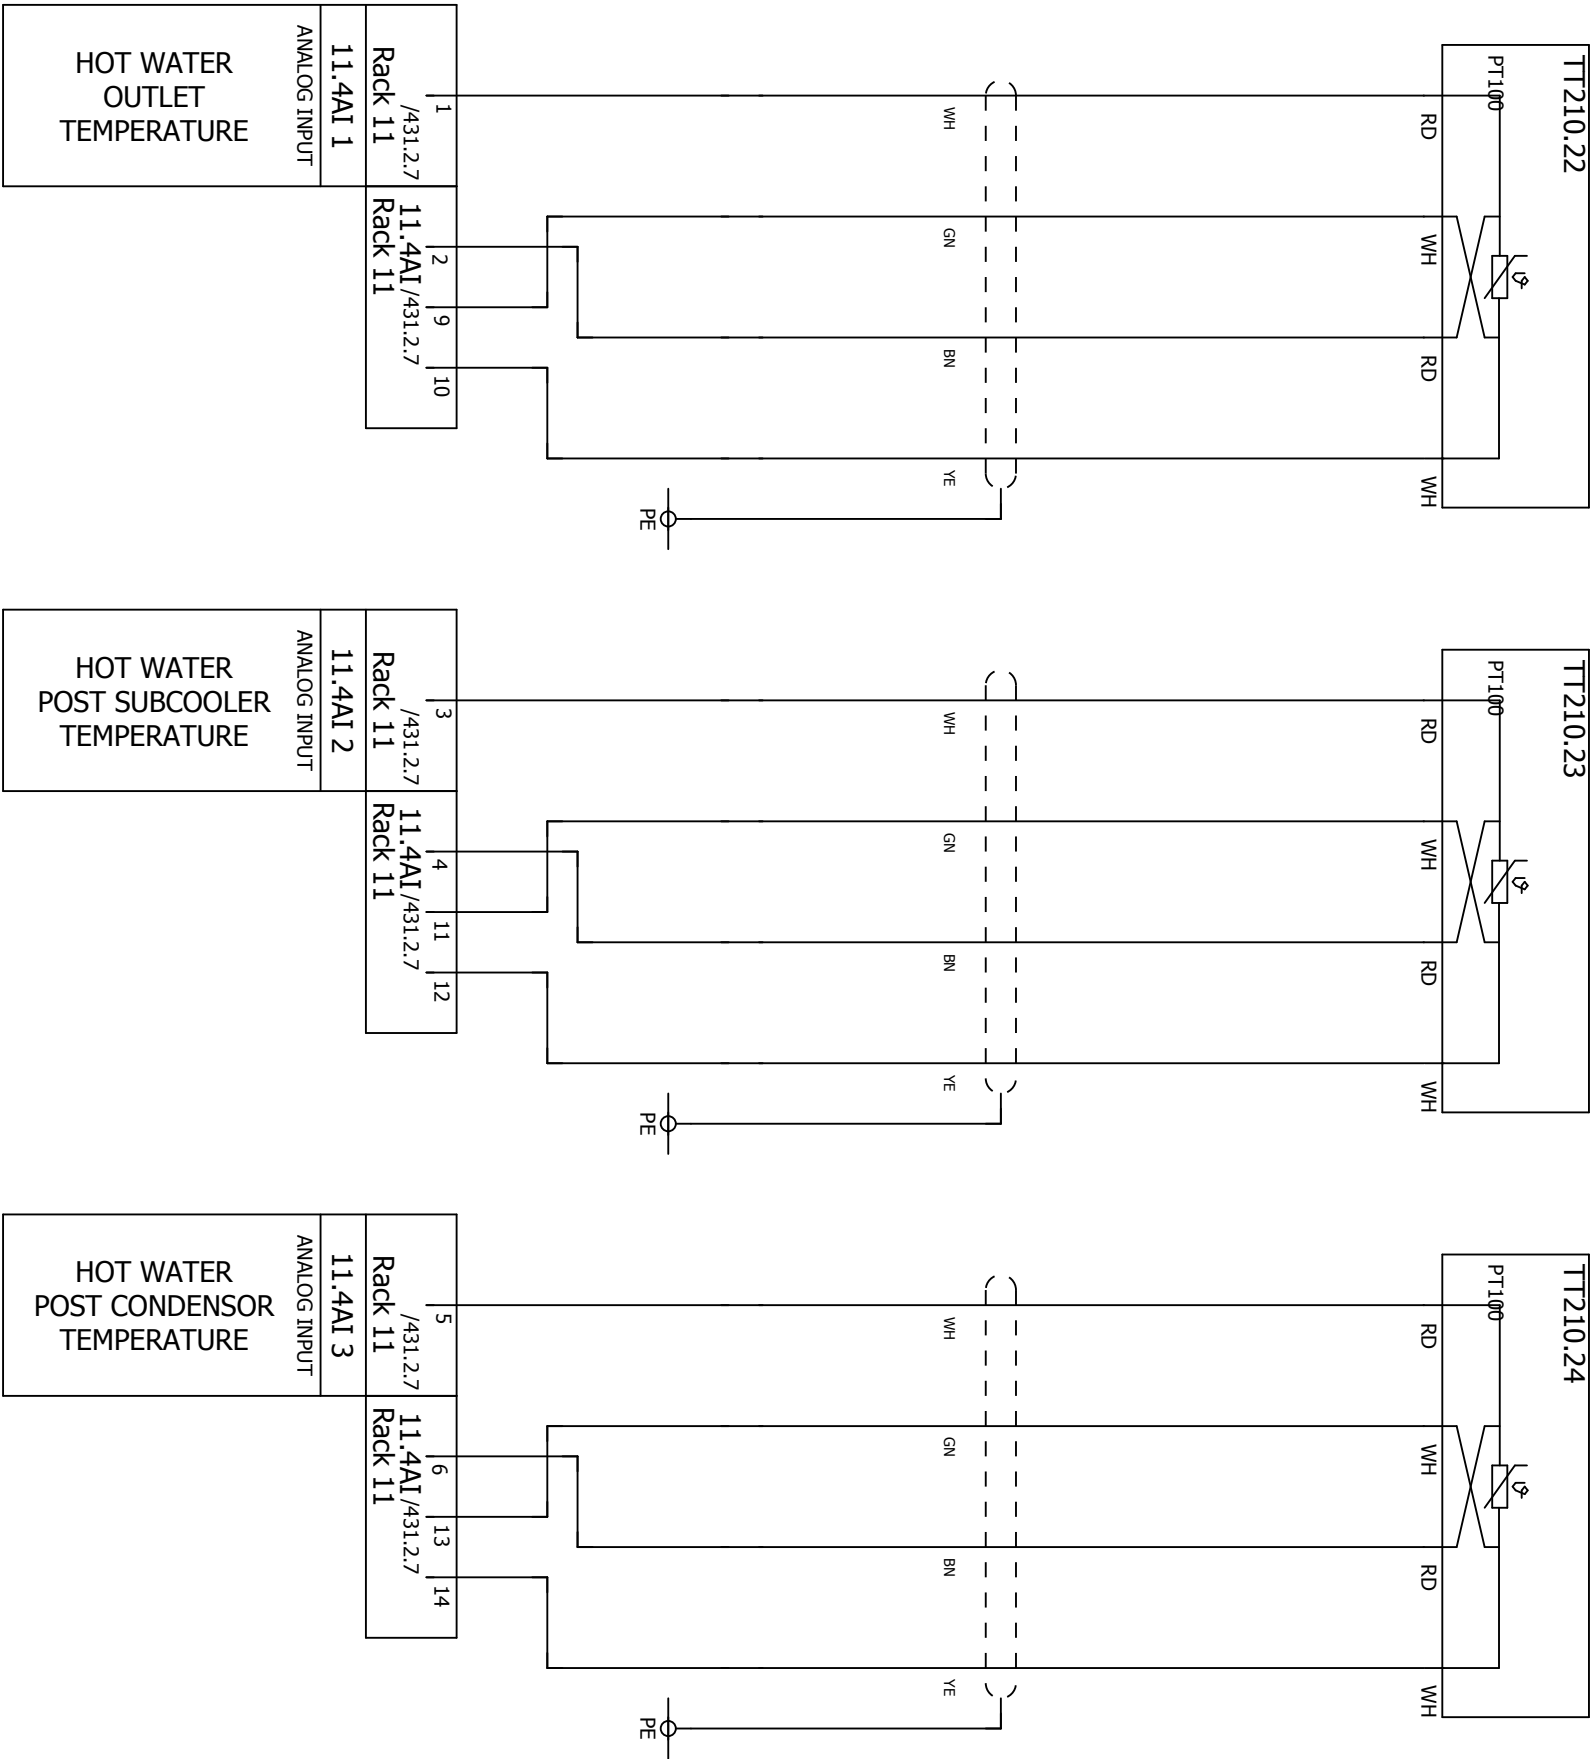 TT210.22
PT100
RD
WH
RD
WH
WH
GN
BN
YE
PE
1
2
9
10
/431.2.7
Rack 11
11.4AI /431.2.7
Rack 11
11.4AI 1
ANALOG INPUT
HOT WATER
OUTLET
TEMPERATURE
TT210.23
PT100
RD
WH
RD
WH
WH
GN
BN
YE
PE
3
4
11
12
/431.2.7
Rack 11
11.4AI /431.2.7
Rack 11
11.4AI 2
ANALOG INPUT
HOT WATER
POST SUBCOOLER
TEMPERATURE
TT210.24
PT100
RD
WH
RD
WH
WH
GN
BN
YE
PE
5
6
13
14
/431.2.7
Rack 11
11.4AI /431.2.7
Rack 11
11.4AI 3
ANALOG INPUT
HOT WATER
POST CONDENSOR
TEMPERATURE